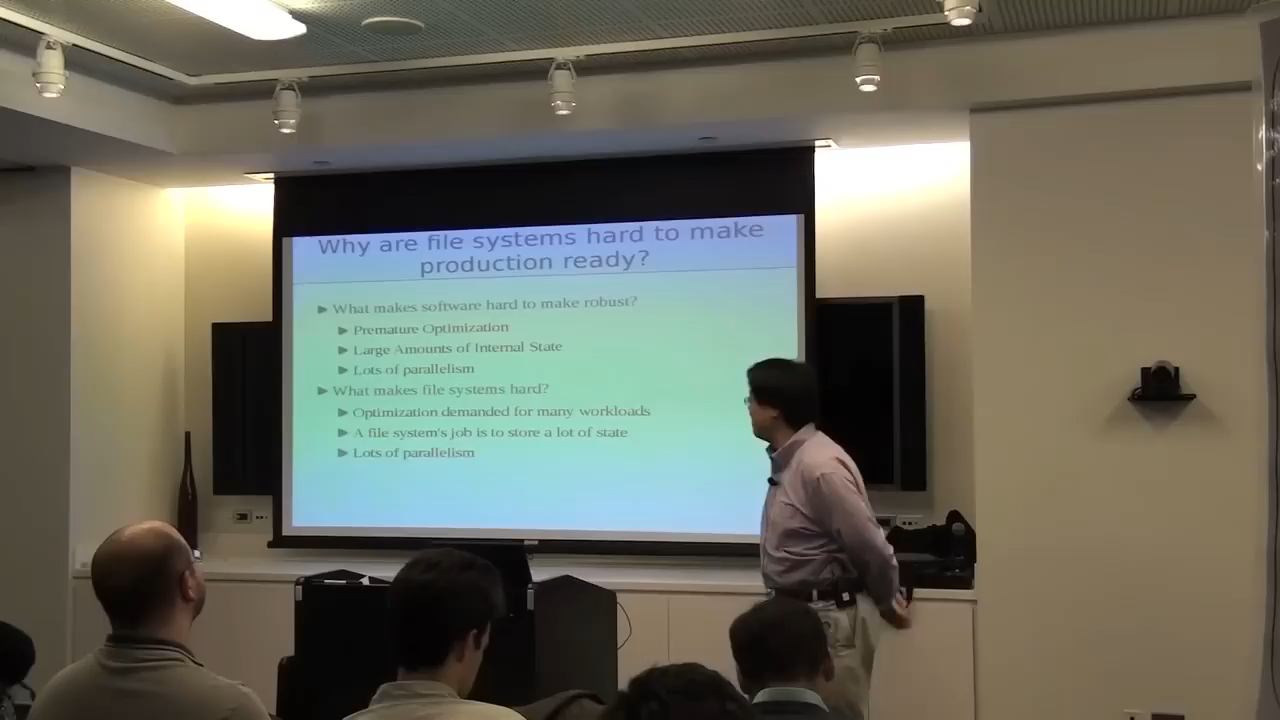 Why are file systems hard to make
production ready?
What makes software hard to make robust?
Premature Optimization
Large Amounts of Internal State
Lots of parallelism
What makes file systems hard?
Optimization demanded for many workloads
A file system's job is to store a lot of state
Lots of parallelism